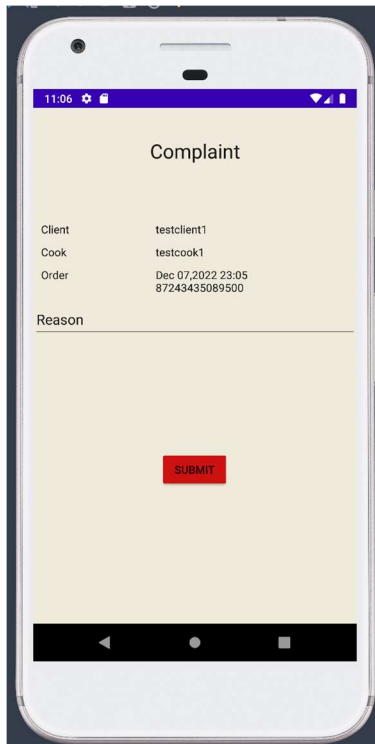 11:06
Complaint
Client testclient1
Cook testcook1
Order Dec 07,2022 23:05
87243435089500
Reason
SUBMIT